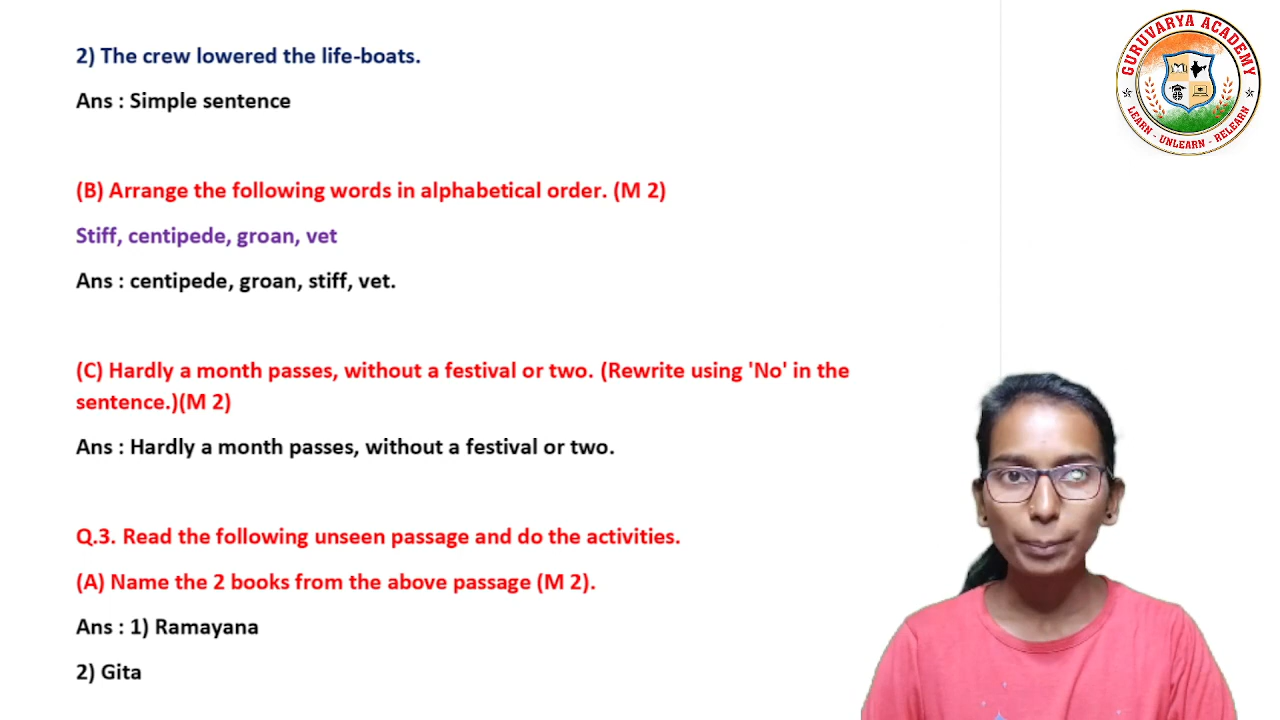 2) The crew lowered the life-boats.
Ans : Simple sentence
(B) Arrange the following words in alphabetical order. (M 2)
Stiff, centipede, groan, vet
Ans : centipede, groan, stiff, vet.
(C) Hardly a month passes, without a festival or two. (Rewrite using 'No' in the
sentence.)(M 2)
Ans : Hardly a month passes, without a festival or two.
Q.3. Read the following unseen passage and do the activities.
(A) Name the 2 books from the above passage (M 2).
Ans : 1) Ramayana
2) Gita
GURUVARYA ACADEMY
LEARN - UNLEARN - RELEARN